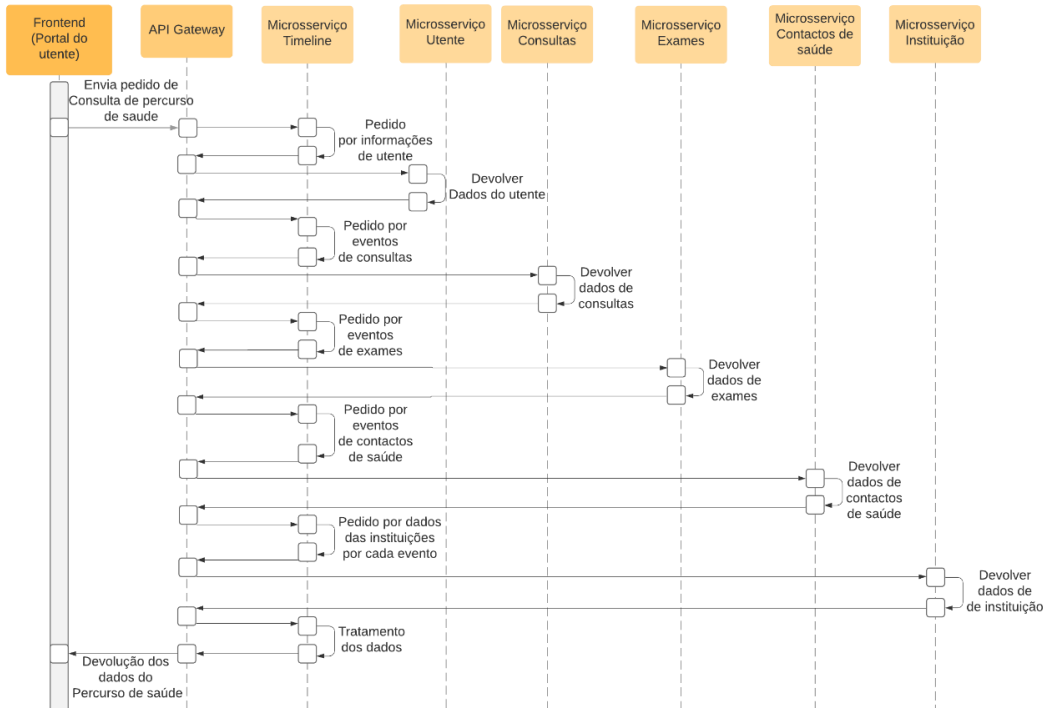 Frontend
(Portal do
utente)
API Gateway
Microsserviço
Timeline
Microsserviço
Utente
Microsserviço
Consultas
Microsserviço
Exames
Microsserviço
Contactos de
saúde
Microsserviço
Instituição
Envia pedido de
Consulta de percurso
de saude
Pedido
por informações
de utente
Devolver
Dados do utente
Pedido por
eventos
de consultas
Devolver
dados de
consultas
Pedido por
eventos
de exames
Devolver
dados de
exames
Pedido por
eventos
de contactos
de saúde
Devolver
dados de
contactos
de saúde
Pedido por dados
das instituições
por cada evento
Devolver
dados de
de instituição
Tratamento
dos dados
Devolução dos
dados do
Percurso de saúde